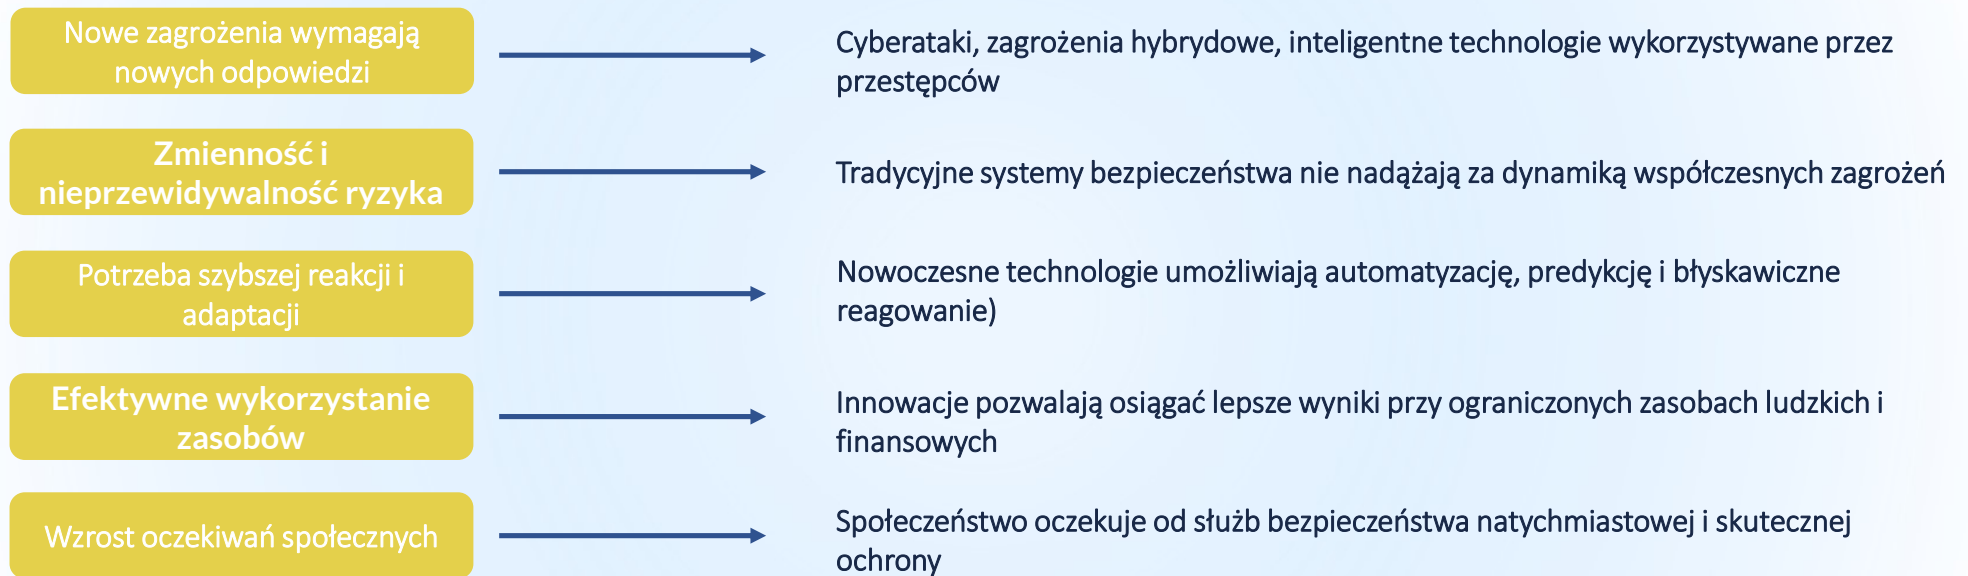 Nowe zagrożenia wymagają
nowych odpowiedzi
Cyberataki, zagrożenia hybrydowe, inteligentne technologie wykorzystywane przez
przestępców
Zmienność i
nieprzewidywalność ryzyka
Tradycyjne systemy bezpieczeństwa nie nadążają za dynamiką współczesnych zagrożeń
Potrzeba szybszej reakcji i
adaptacji
Nowoczesne technologie umożliwiają automatyzację, predykcję i błyskawiczne
reagowanie)
Efektywne wykorzystanie
zasobów
Innowacje pozwalają osiągać lepsze wyniki przy ograniczonych zasobach ludzkich i
finansowych
Wzrost oczekiwań społecznych
Społeczeństwo oczekuje od służb bezpieczeństwa natychmiastowej i skutecznej
ochrony